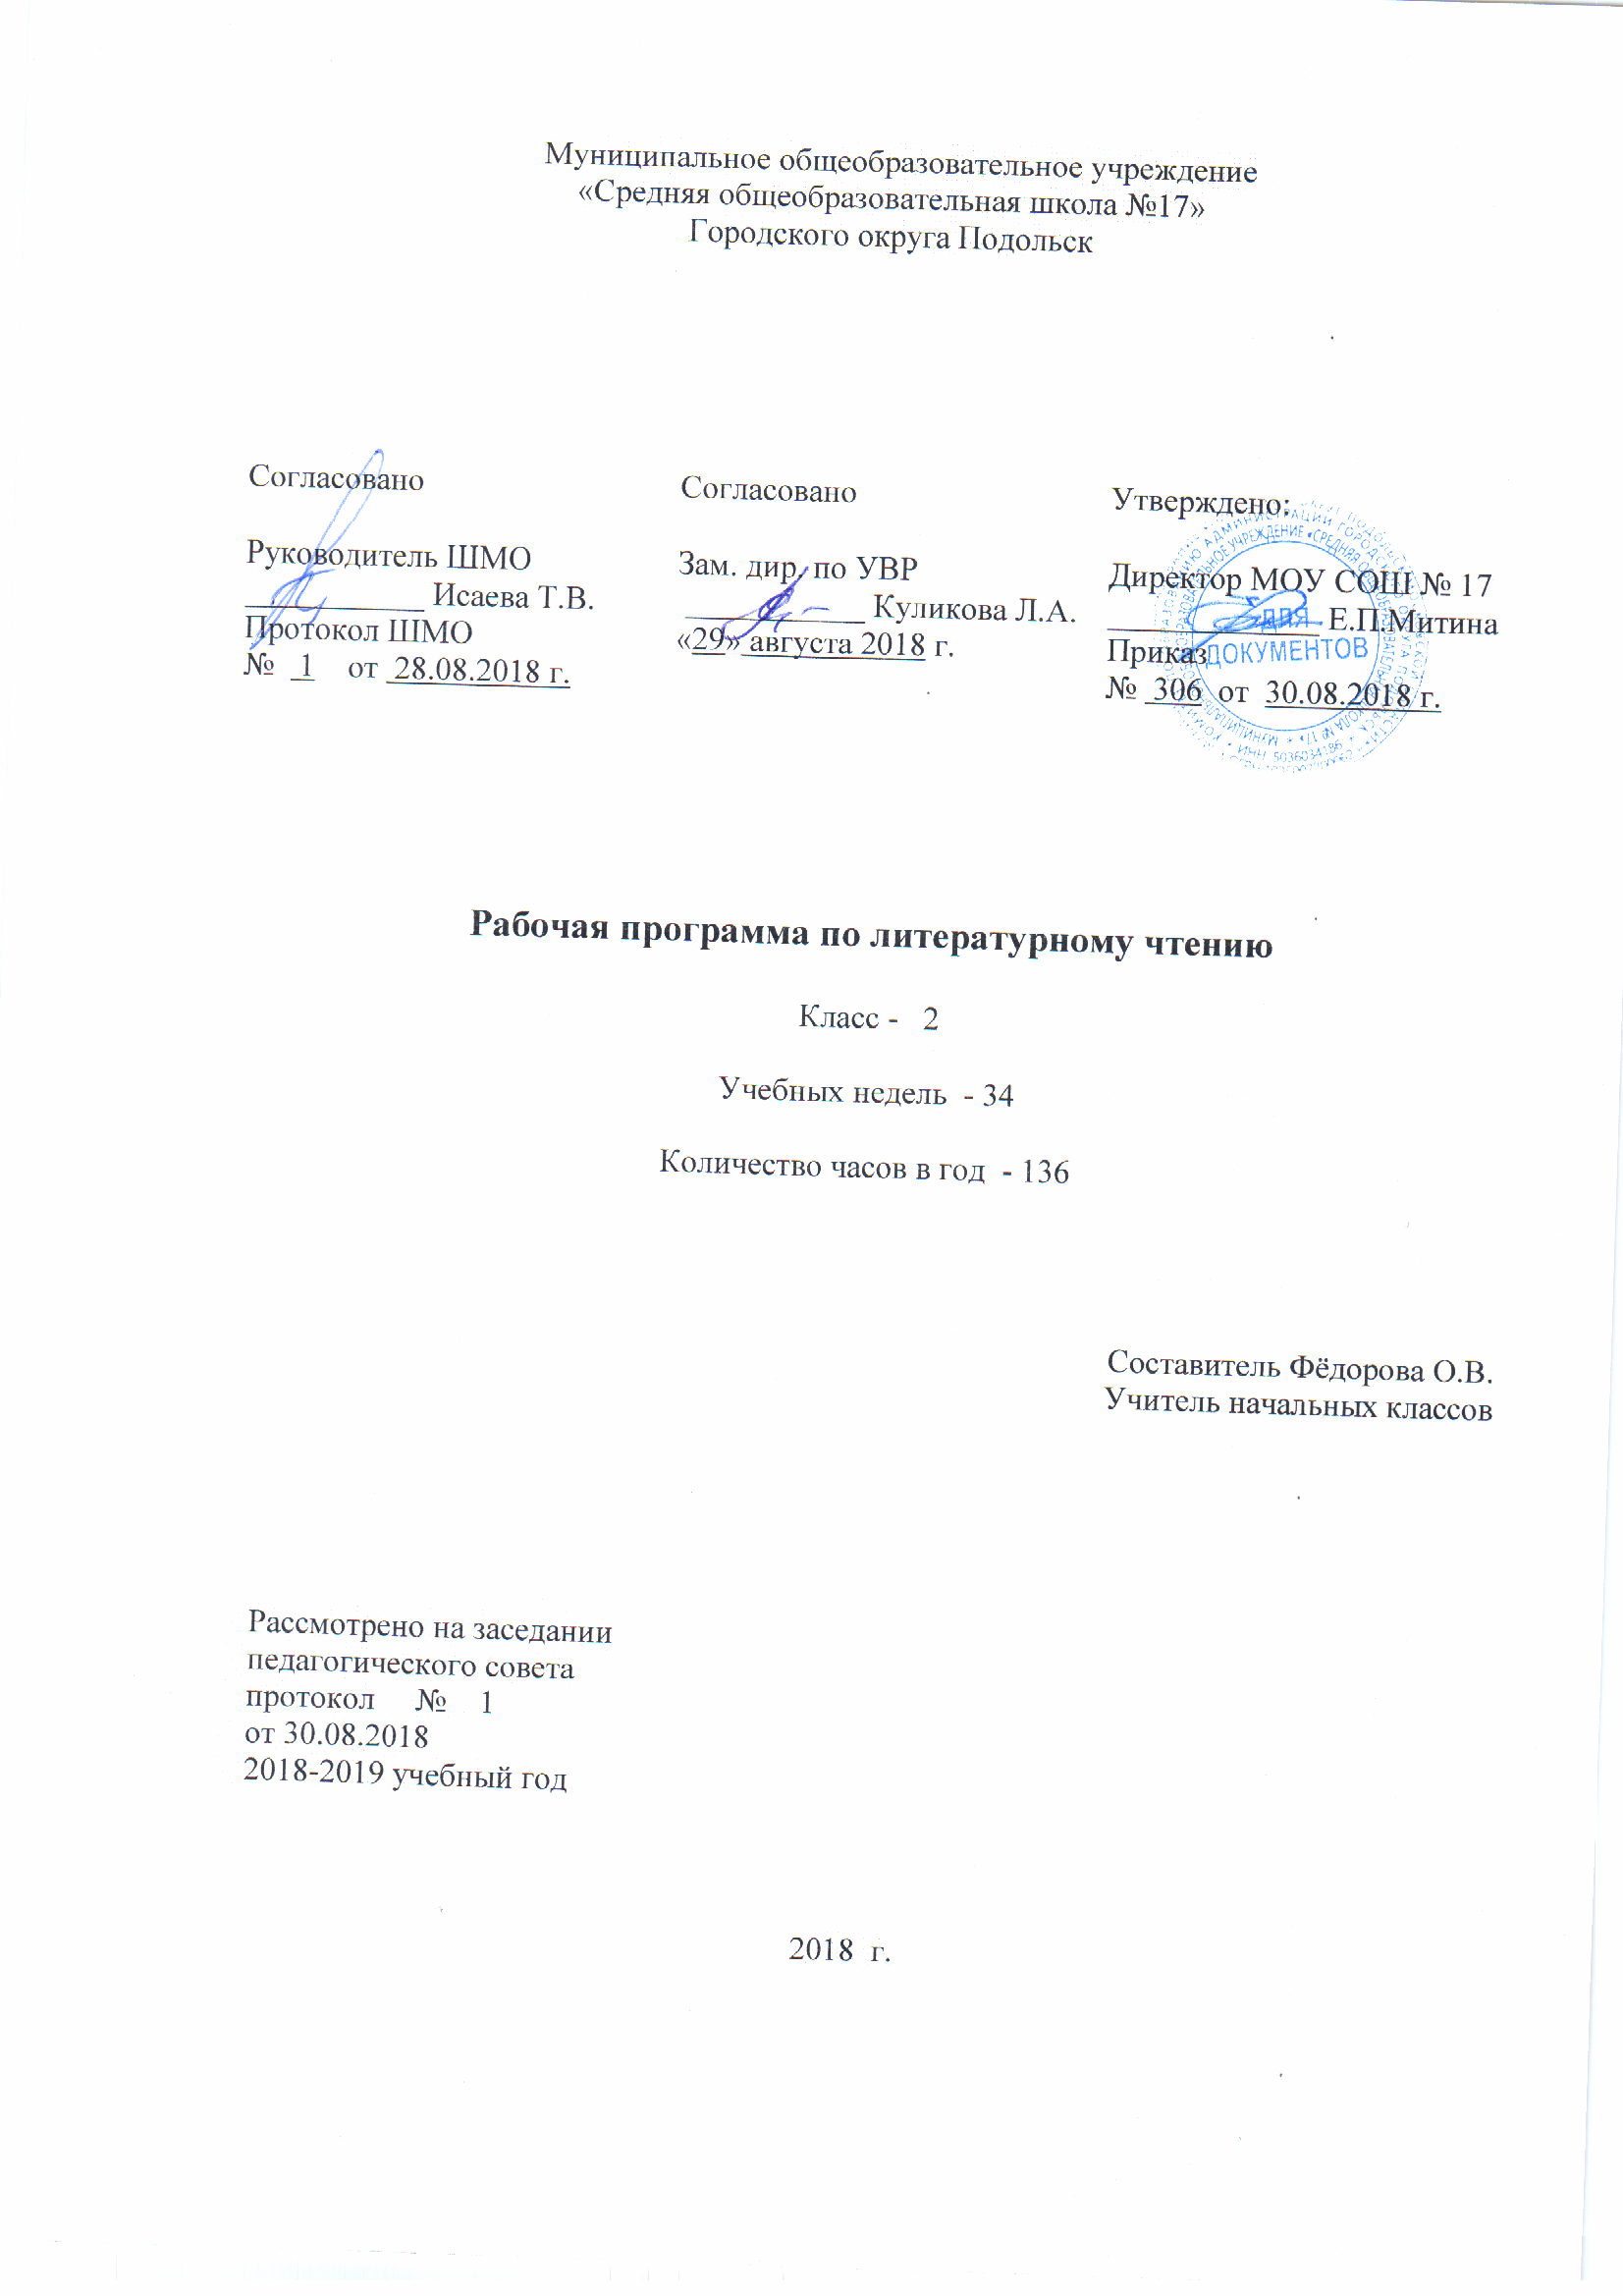 Муниципальное общеобразовательное учреждение
«Средняя общеобразовательная школа №17»
Городского округа Подольск
Согласовано
Руководитель ШМО
___________ Исаева Т.В.
Протокол ШМО
№ 1 от 28.08.2018 г.
Согласовано
Зам. дир. по УВР
___________ Куликова Л.А.
«29» августа 2018 г.
Утверждено:
Директор МОУ СОШ № 17
_____________ Е.П.Митина
Приказ
№ 306 от 30.08.2018 г.
ДЛЯ
ДОКУМЕНТОВ
ИНН 5036034186
Рабочая программа по литературному чтению
Класс - 2
Учебных недель - 34
Количество часов в год - 136
Составитель Фёдорова О.В.
Учитель начальных классов
Рассмотрено на заседании
педагогического совета
протокол № 1
от 30.08.2018
2018-2019 учебный год
2018 г.